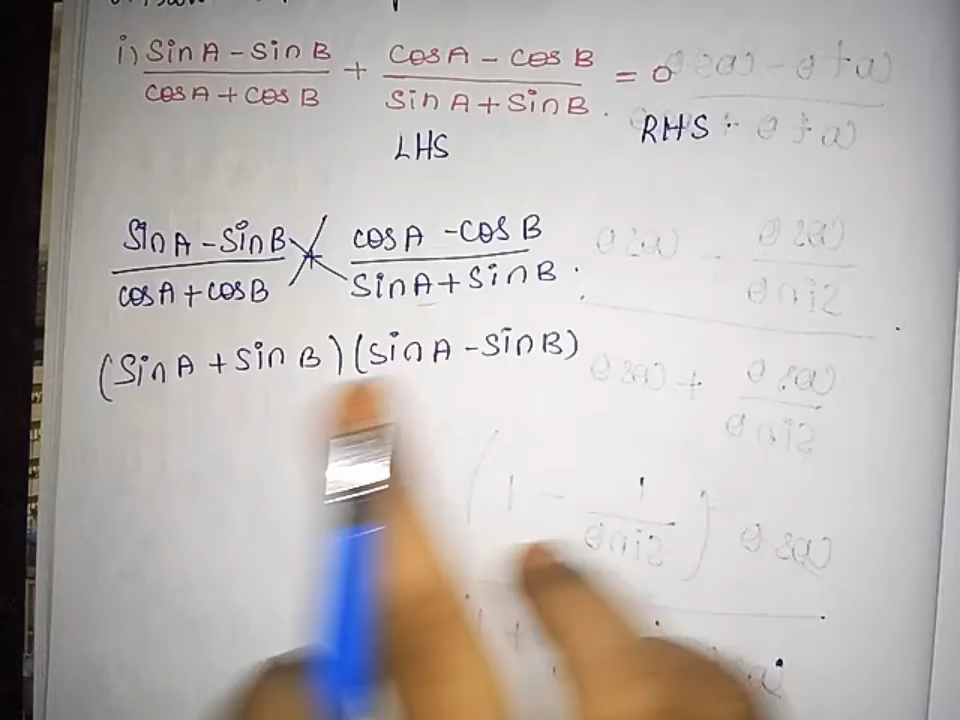 i) SinA - SinB / cosA + cosB + cosA - cosB / SinA + SinB. = 0
LHS RHS
SinA - SinB / cosA + cosB cosA - cosB / SinA + SinB.
(SinA + SinB)(SinA - SinB)